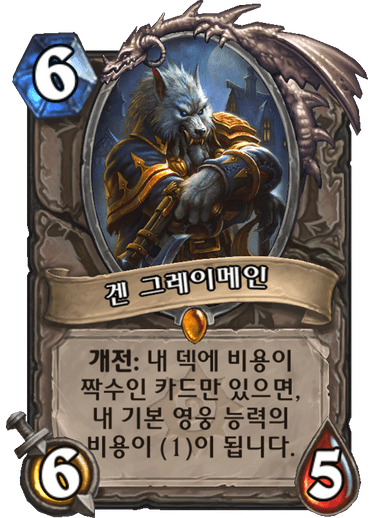 6
겐 그레이메인
개전: 내 덱에 비용이
짝수인 카드만 있으면,
내 기본 영웅 능력의
비용이 (1)이 됩니다.
6
5